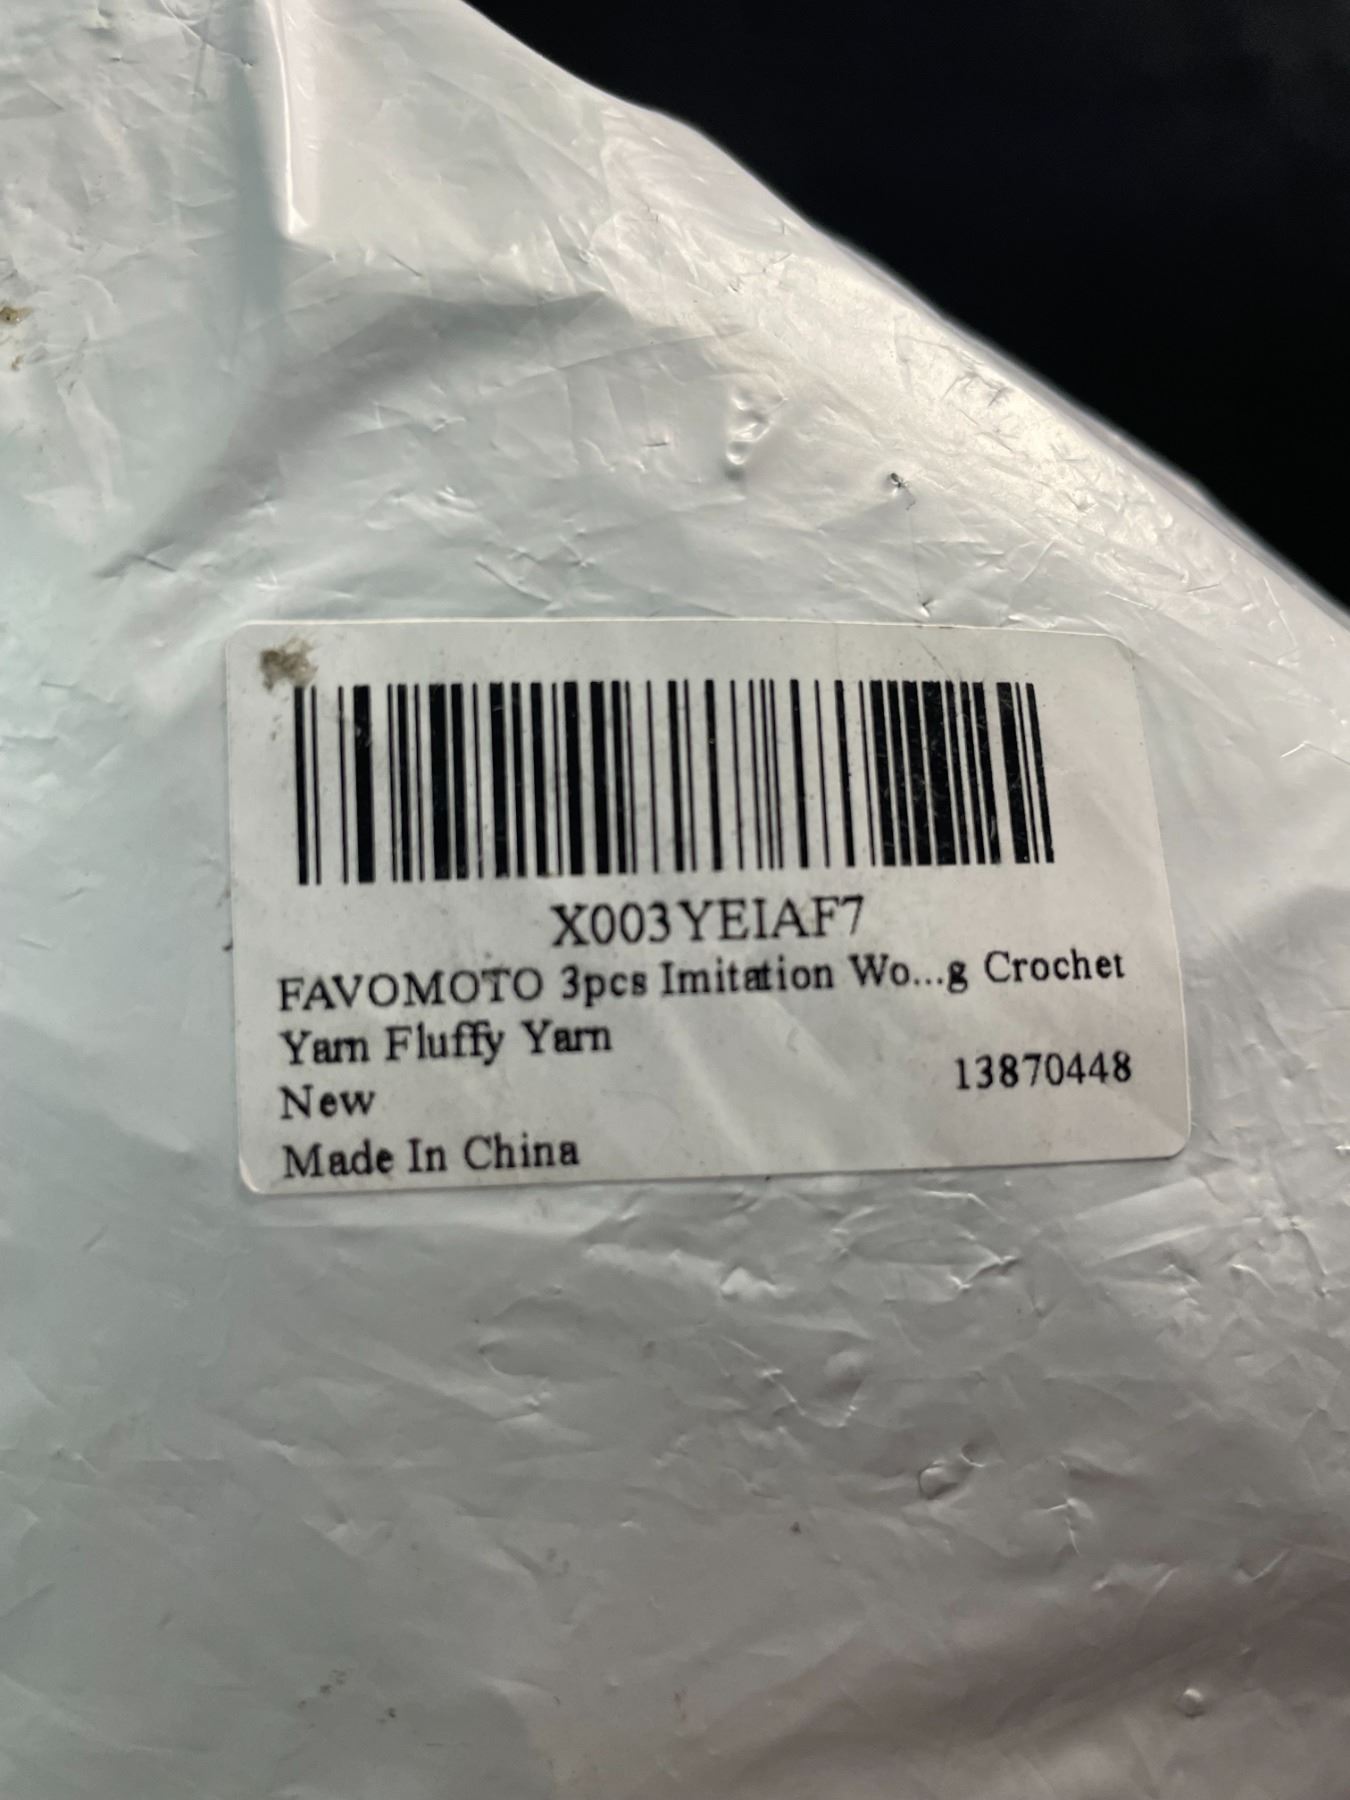 X003YEIAF7
FAVOMOTO 3pcs Imitation Wo...g Crochet
Yarn Fluffy Yarn
New
13870448
Made In China